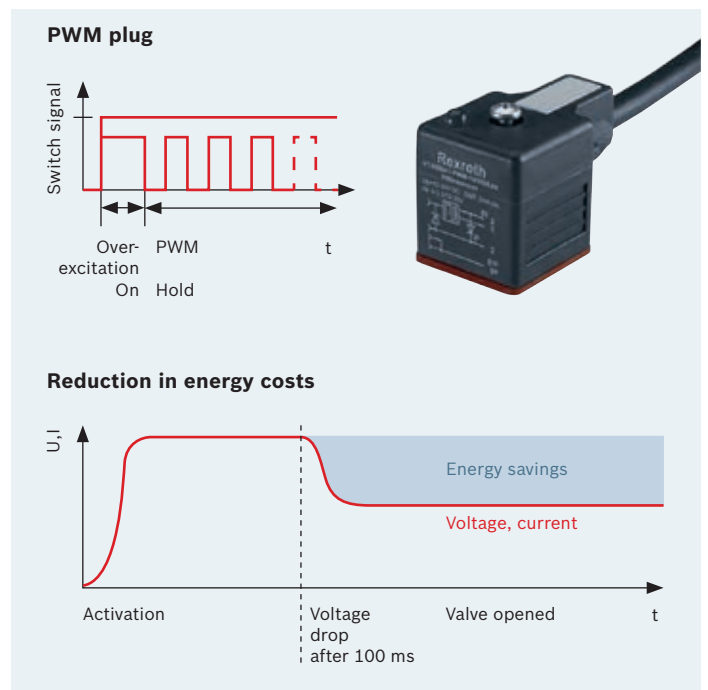 PWM plug
Switch signal
Over-
excitation
On
PWM
Hold
t
Rexroth
Reduction in energy costs
U,I
Energy savings
Voltage, current
Activation
Voltage
drop
after 100 ms
Valve opened
t